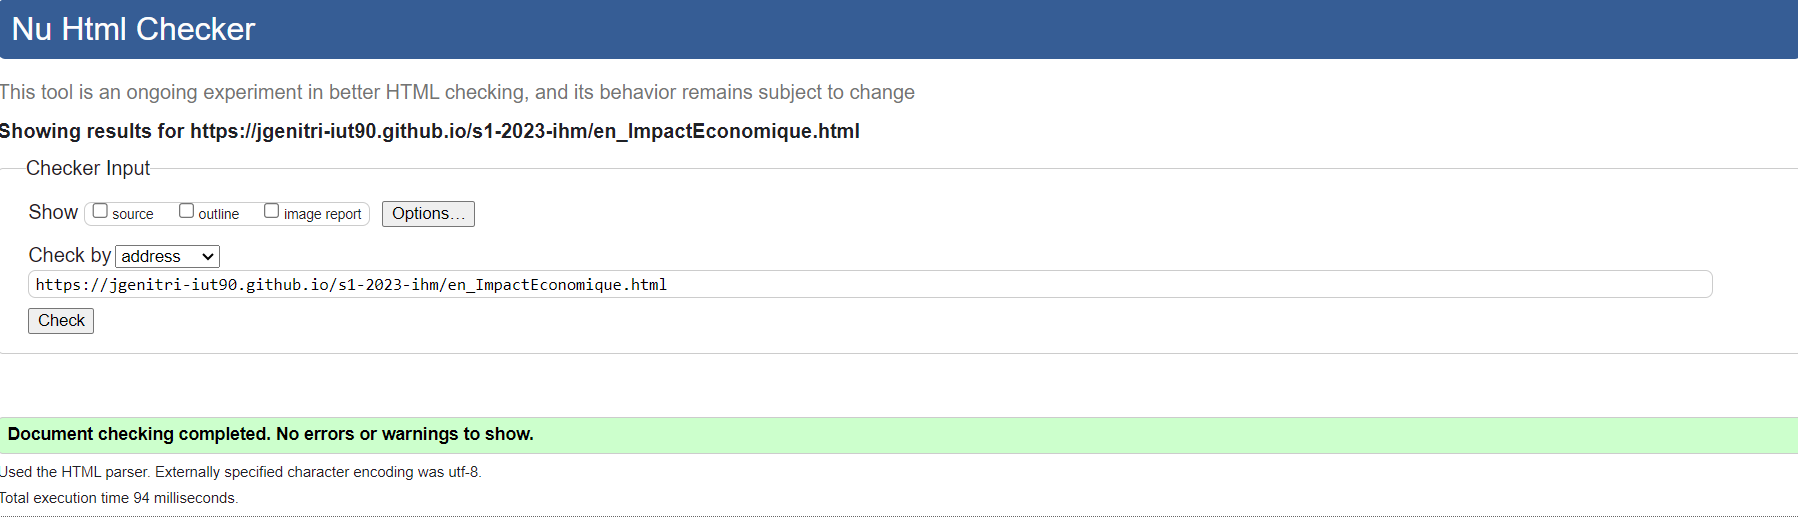 Nu Html Checker
This tool is an ongoing experiment in better HTML checking, and its behavior remains subject to change
Showing results for https://jgenitri-iut90.github.io/s1-2023-ihm/en_ImpactEconomique.html
Checker Input
Show source outline image report Options...
Check by address
https://jgenitri-iut90.github.io/s1-2023-ihm/en_ImpactEconomique.html
Check
Document checking completed. No errors or warnings to show.
Used the HTML parser. Externally specified character encoding was utf-8.
Total execution time 94 milliseconds.